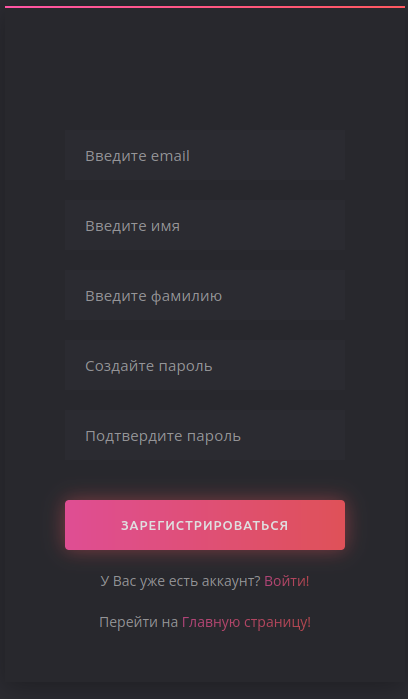 Введите email
Введите имя
Введите фамилию
Создайте пароль
Подтвердите пароль
ЗАРЕГИСТРИРОВАТЬСЯ
У Вас уже есть аккаунт? Войти!
Перейти на Главную страницу!